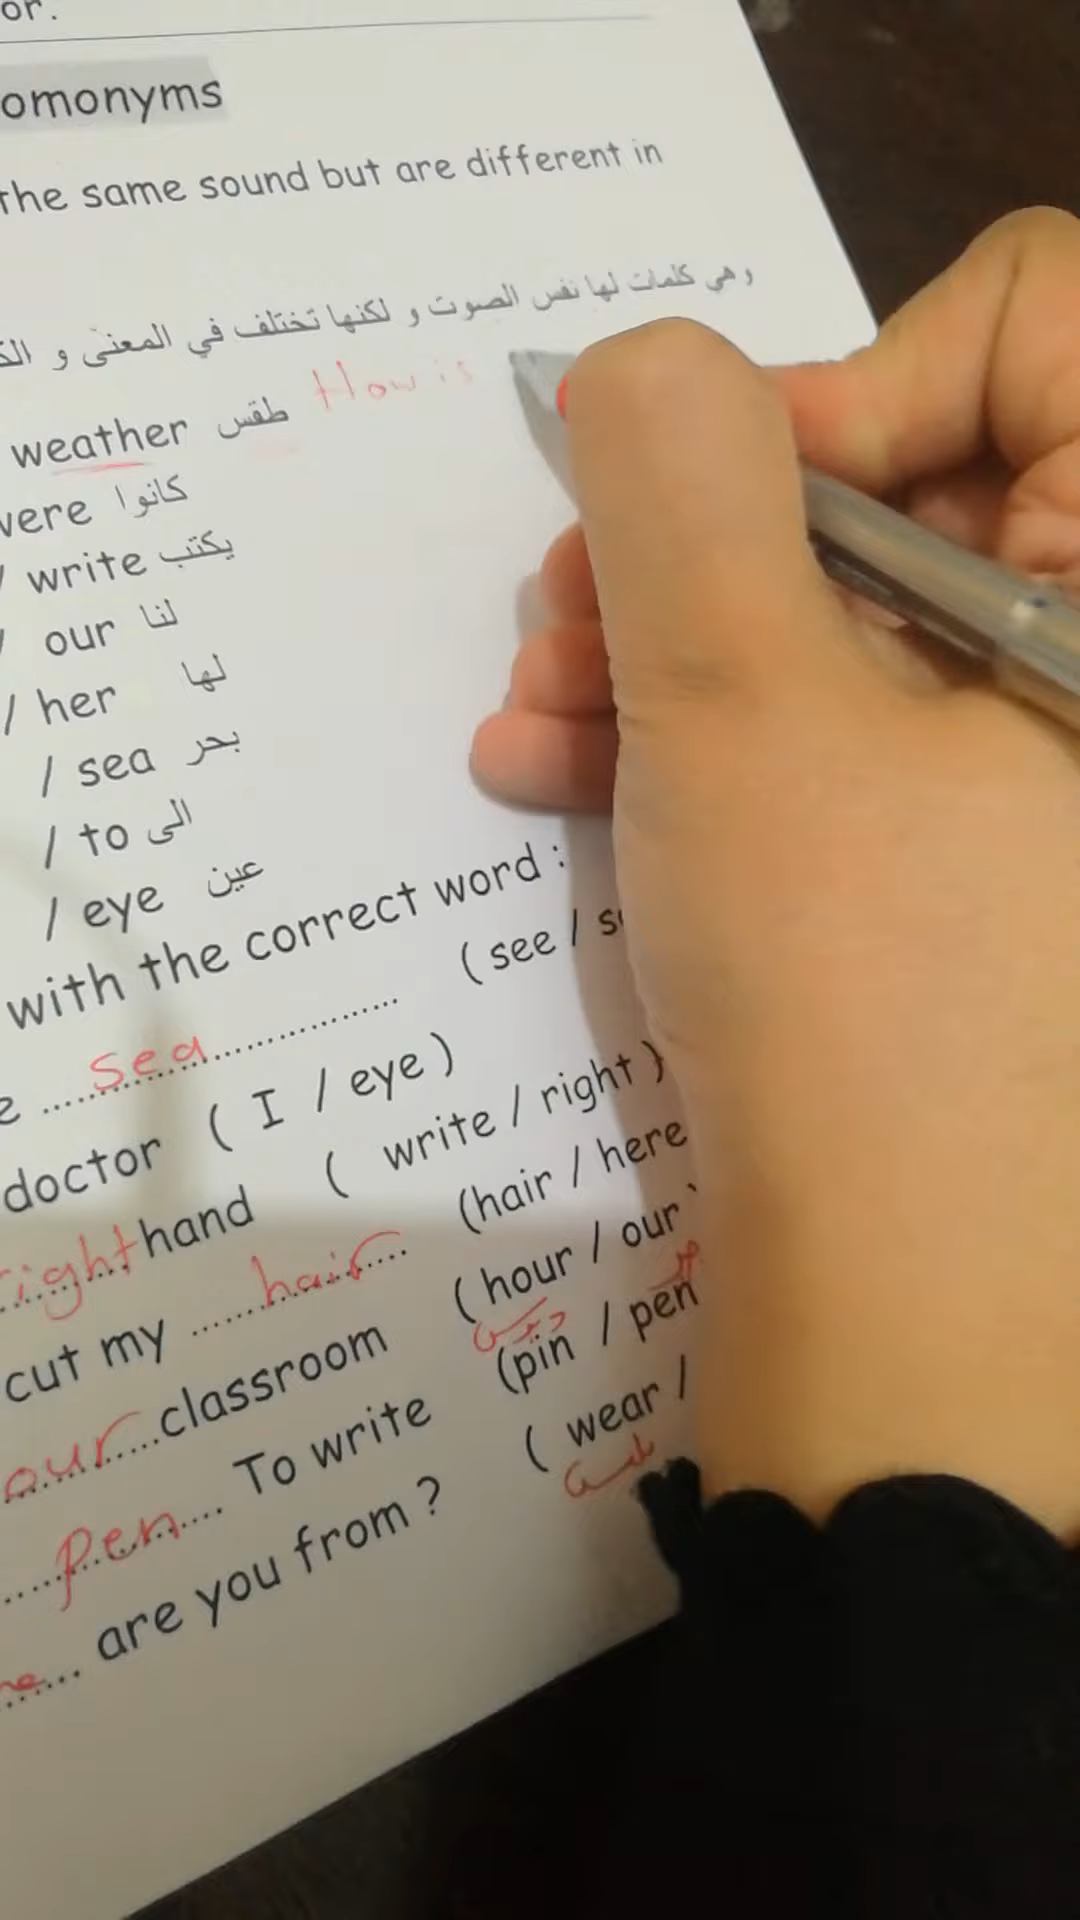 or.
omonyms
the same sound but are different in
وهي كلمات لها نفس الصوت و لكنها تختلف في المعنى و
weather طقس How is
were كانوا
/ write يكتب
/ our لنا
/ her لها
/ sea بحر
/ to الى
/ eye عين
with the correct word :
e ....sea.... ( see /
doctor ( I / eye )
right hand ( write / right )
cut my ....hair.... (hair / here
our....classroom ( hour / our
....pen.... To write (pin / pen
.... are you from ? ( wear /